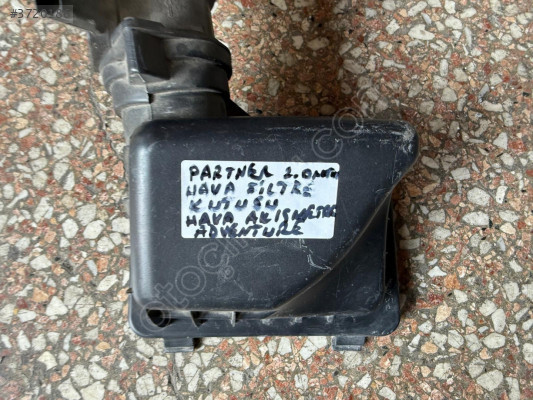 PARTNER 2.0
HAVA FİLTRE
KUTUSU
HAVA AKIŞMETRE
ADVENTURE